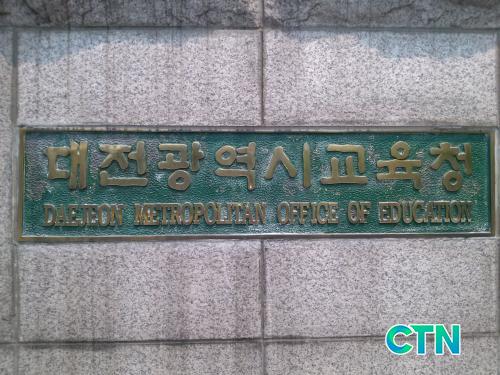 대전광역시교육청
DAEJEON METROPOLITAN OFFICE OF EDUCATION
CTN